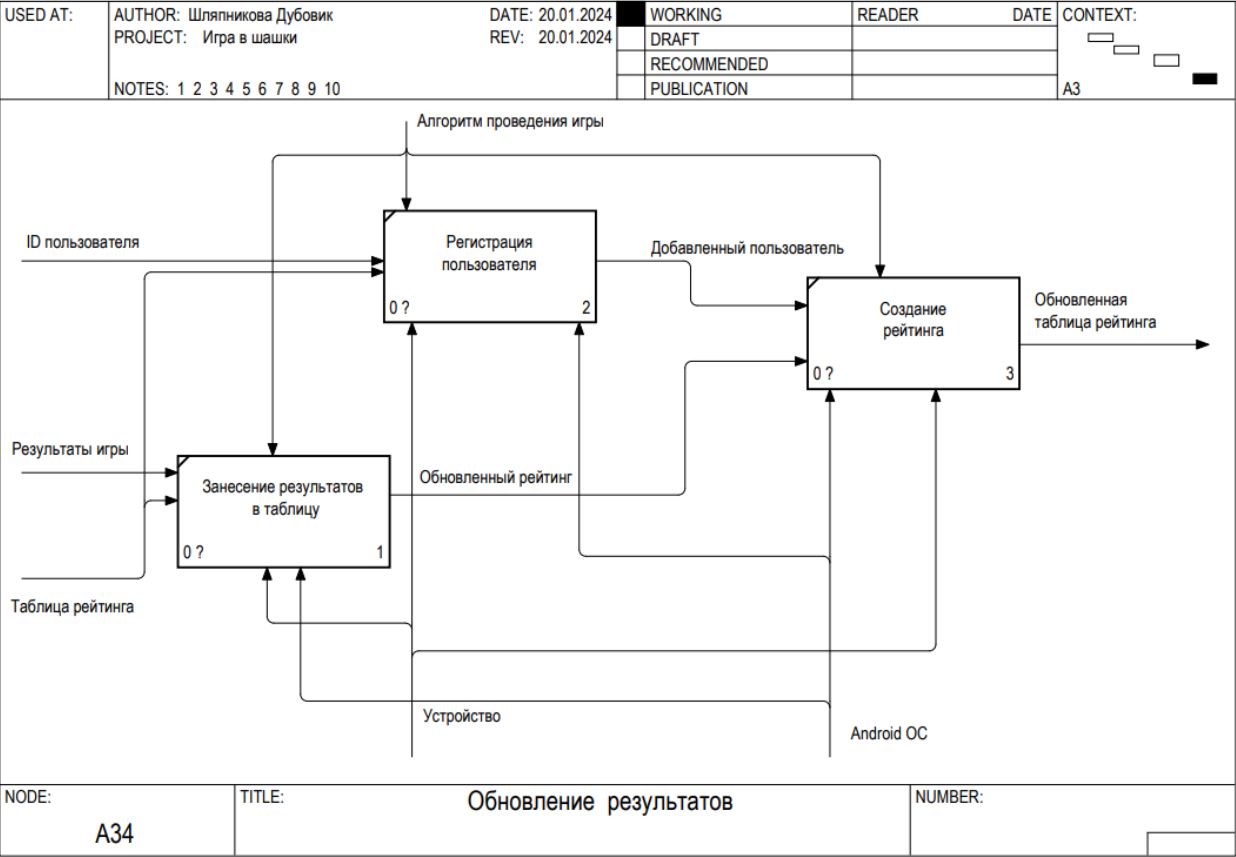 USED AT:
AUTHOR: Шляпникова Дубовик
DATE: 20.01.2024
PROJECT: Игра в шашки
REV: 20.01.2024
NOTES: 1 2 3 4 5 6 7 8 9 10
WORKING
DRAFT
RECOMMENDED
PUBLICATION
READER
DATE
CONTEXT:
A3
Алгоритм проведения игры
ID пользователя
Регистрация
пользователя
0 ?
2
Добавленный пользователь
Создание
рейтинга
0 ?
3
Обновленная
таблица рейтинга
Результаты игры
Занесение результатов
в таблицу
0 ?
1
Обновленный рейтинг
Таблица рейтинга
Устройство
Android ОС
NODE:
A34
TITLE:
Обновление результатов
NUMBER: